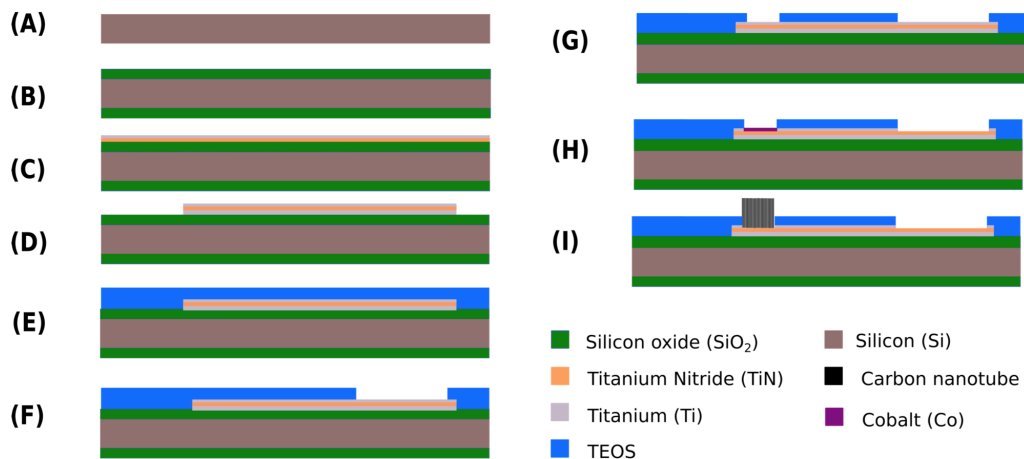 (A)
(B)
(C)
(D)
(E)
(F)
(G)
(H)
(I)
Silicon oxide (SiO₂)
Titanium Nitride (TiN)
Titanium (Ti)
TEOS
Silicon (Si)
Carbon nanotube
Cobalt (Co)